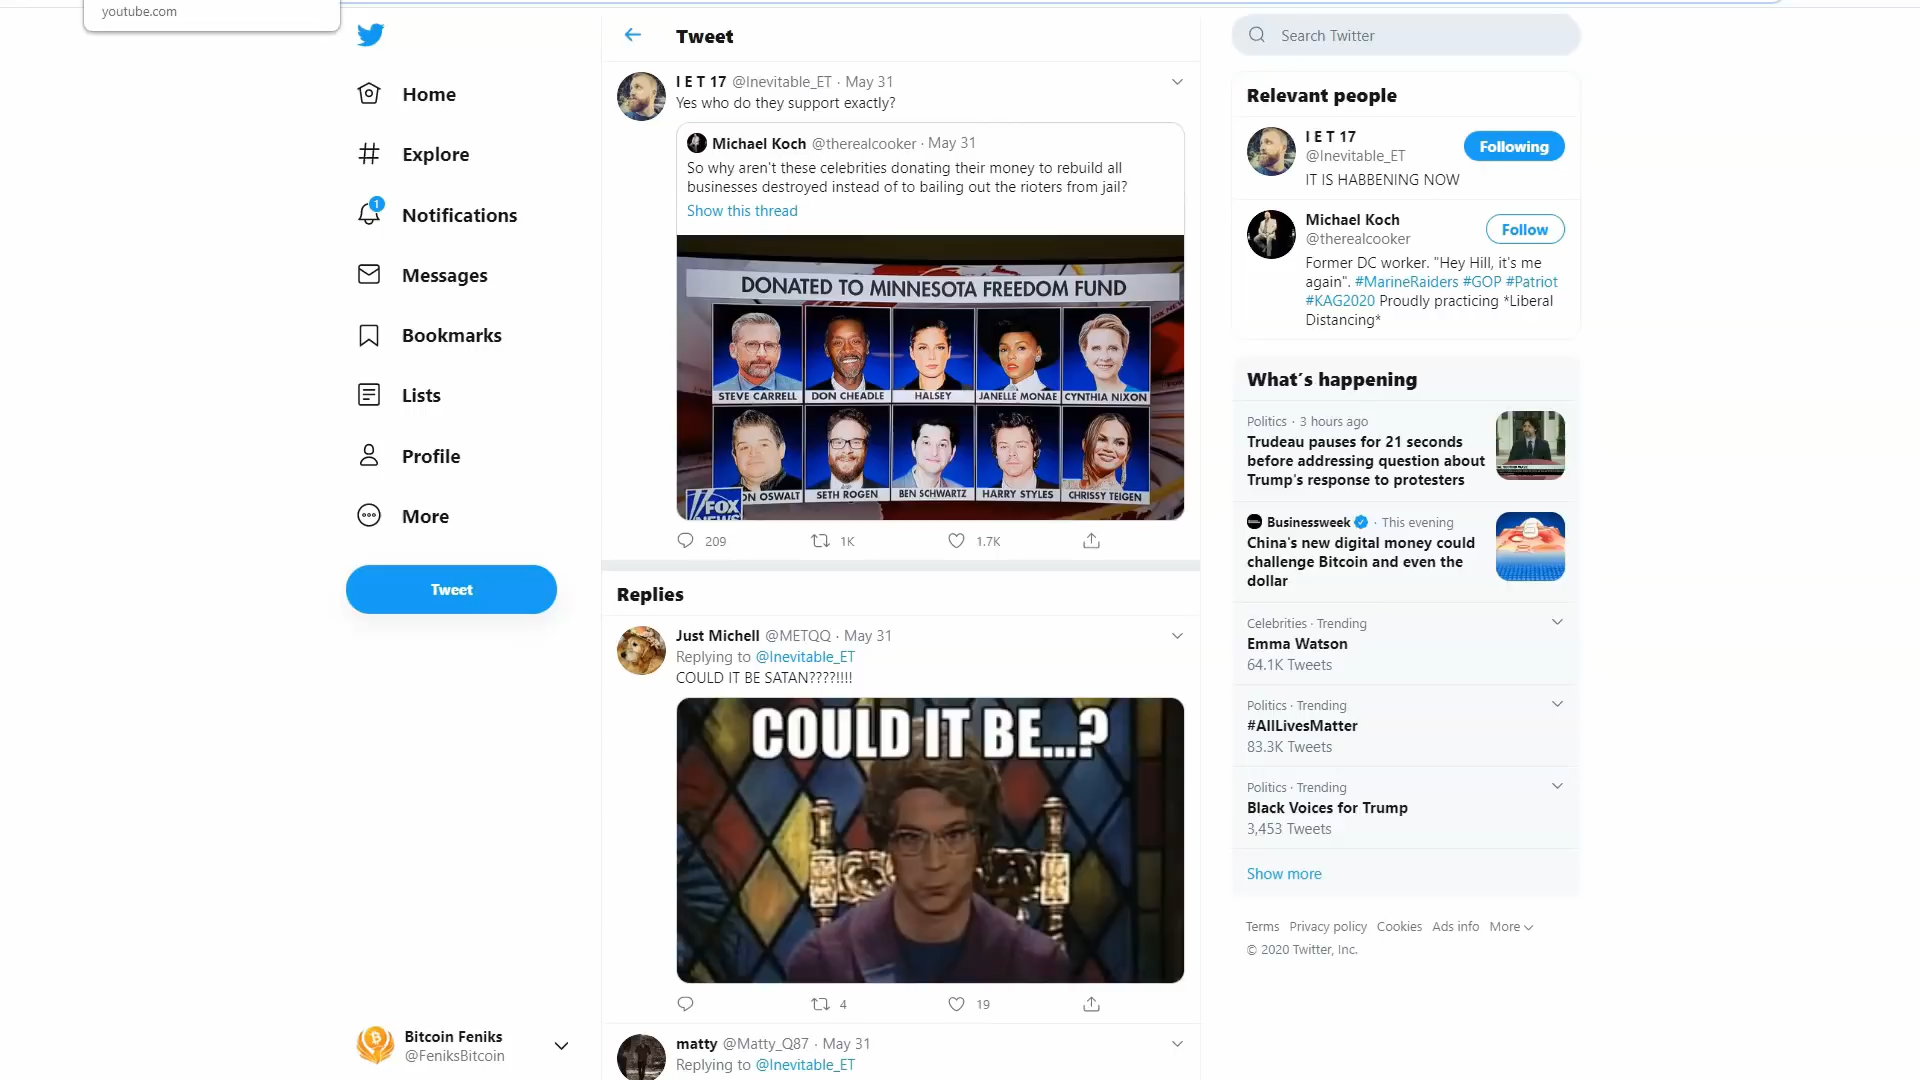 youtube.com
Home
Explore
1
Notifications
Messages
Bookmarks
Lists
Profile
More
Tweet
Bitcoin Feniks
@FeniksBitcoin
Tweet
I E T 17 @Inevitable_ET · May 31
Yes who do they support exactly?
Michael Koch @therealcooker · May 31
So why aren't these celebrities donating their money to rebuild all
businesses destroyed instead of to bailing out the rioters from jail?
Show this thread
DONATED TO MINNESOTA FREEDOM FUND
STEVE CARRELL DON CHEADLE HALSEY JANELLE MONAE CYNTHIA NIXON
ON OSWALT SETH ROGEN BEN SCHWARTZ HARRY STYLES CHRISSY TEIGEN
FOX
NEWS
209 1K 1.7K
Replies
Just Michell @METQQ · May 31
Replying to @Inevitable_ET
COULD IT BE SATAN????!!!!
COULD IT BE...?
4 19
matty @Matty_Q87 · May 31
Replying to @Inevitable_ET
Search Twitter
Relevant people
I E T 17
@Inevitable_ET
Following
IT IS HABBENING NOW
Michael Koch
@therealcooker
Follow
Former DC worker. "Hey Hill, it's me
again". #MarineRaiders #GOP #Patriot
#KAG2020 Proudly practicing *Liberal
Distancing*
What's happening
Politics · 3 hours ago
Trudeau pauses for 21 seconds
before addressing question about
Trump's response to protesters
Businessweek · This evening
China's new digital money could
challenge Bitcoin and even the
dollar
Celebrities · Trending
Emma Watson
64.1K Tweets
Politics · Trending
#AllLivesMatter
83.3K Tweets
Politics · Trending
Black Voices for Trump
3,453 Tweets
Show more
Terms Privacy policy Cookies Ads info More
© 2020 Twitter, Inc.